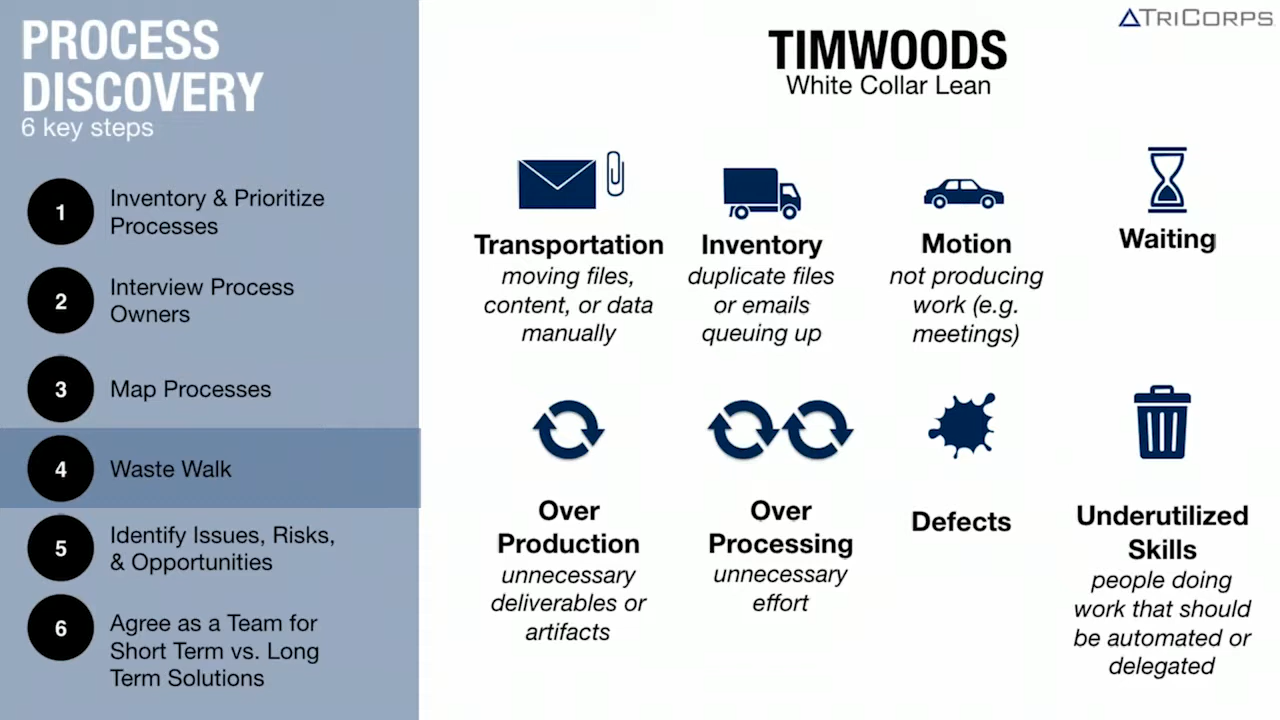 PROCESS
DISCOVERY
6 key steps
1
Inventory & Prioritize
Processes
2
Interview Process
Owners
3
Map Processes
4
Waste Walk
5
Identify Issues, Risks,
& Opportunities
6
Agree as a Team for
Short Term vs. Long
Term Solutions
TRICORPS
TIMWOODS
White Collar Lean
Transportation
moving files,
content, or data
manually
Inventory
duplicate files
or emails
queuing up
Motion
not producing
work (e.g.
meetings)
Waiting
Over
Production
unnecessary
deliverables or
artifacts
Over
Processing
unnecessary
effort
Defects
Underutilized
Skills
people doing
work that should
be automated or
delegated